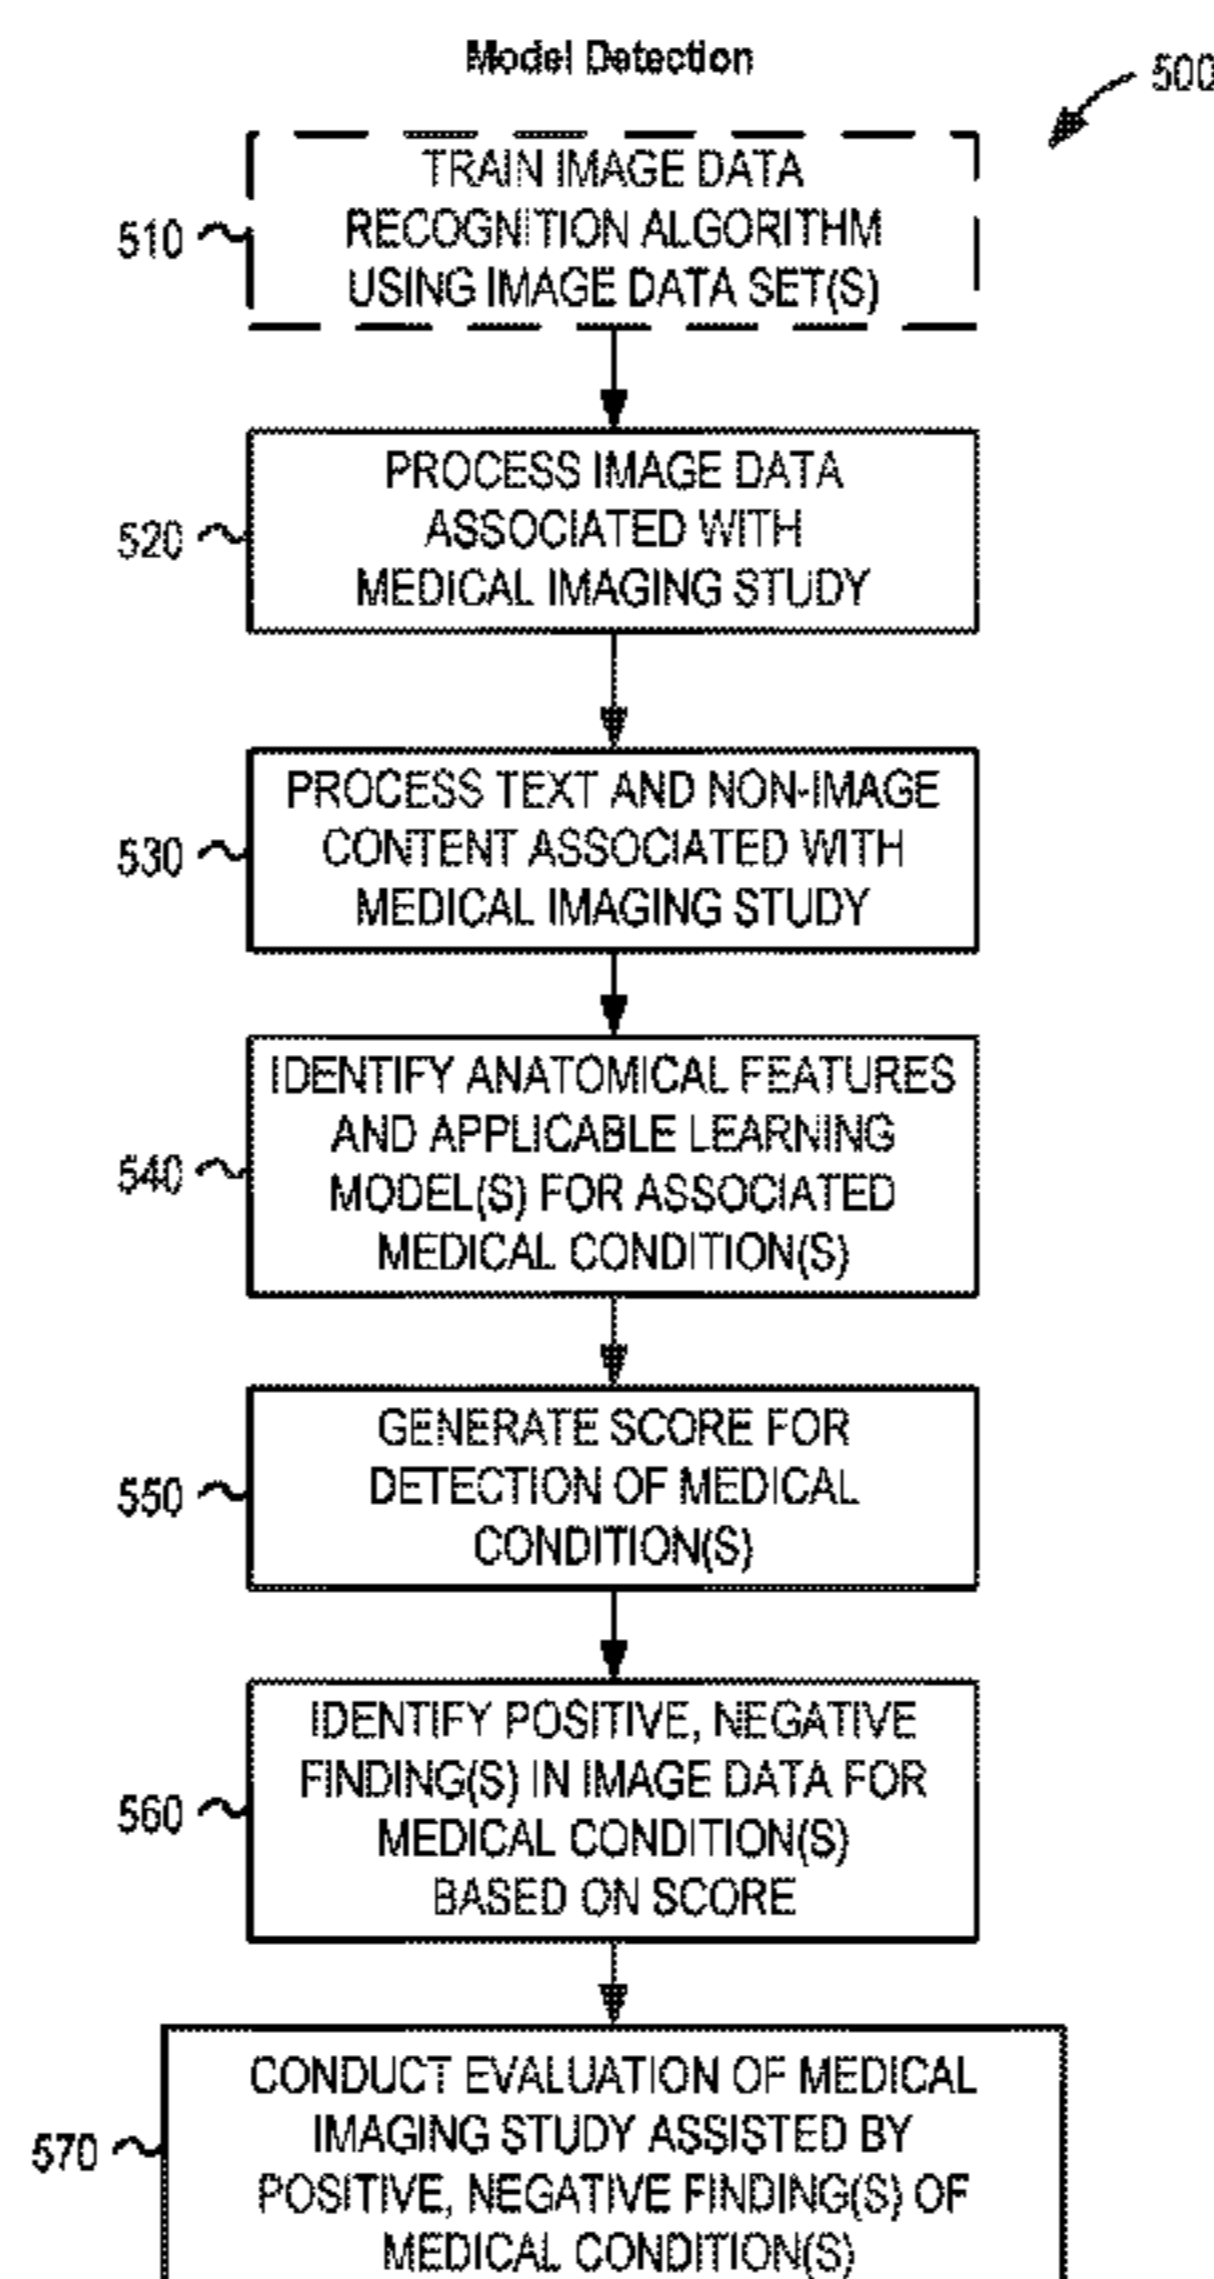 Model Detection
500
TRAIN IMAGE DATA
RECOGNITION ALGORITHM
USING IMAGE DATA SET(S)
510
PROCESS IMAGE DATA
ASSOCIATED WITH
MEDICAL IMAGING STUDY
520
PROCESS TEXT AND NON-IMAGE
CONTENT ASSOCIATED WITH
MEDICAL IMAGING STUDY
530
IDENTIFY ANATOMICAL FEATURES
AND APPLICABLE LEARNING
MODEL(S) FOR ASSOCIATED
MEDICAL CONDITION(S)
540
GENERATE SCORE FOR
DETECTION OF MEDICAL
CONDITION(S)
550
IDENTIFY POSITIVE, NEGATIVE
FINDING(S) IN IMAGE DATA FOR
MEDICAL CONDITION(S)
BASED ON SCORE
560
CONDUCT EVALUATION OF MEDICAL
IMAGING STUDY ASSISTED BY
POSITIVE, NEGATIVE FINDING(S) OF
MEDICAL CONDITION(S)
570